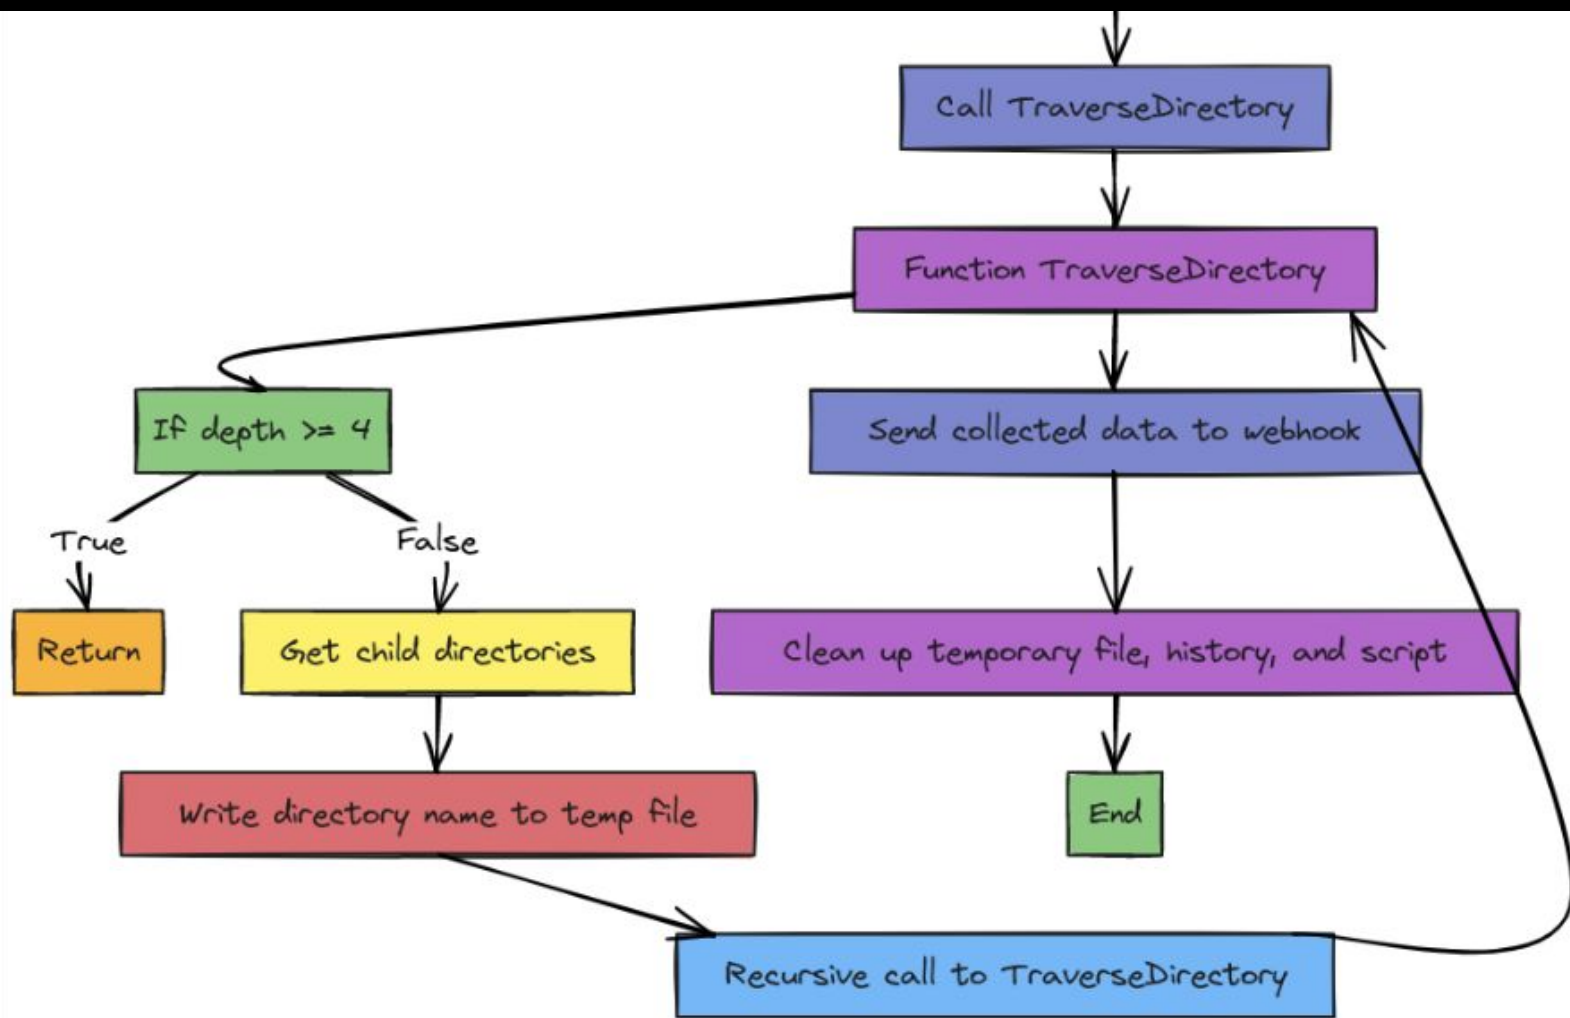 Call TraverseDirectory
Function TraverseDirectory
If depth >= 4
Send collected data to webhook
True
False
Return
Get child directories
Clean up temporary file, history, and script
Write directory name to temp file
End
Recursive call to TraverseDirectory